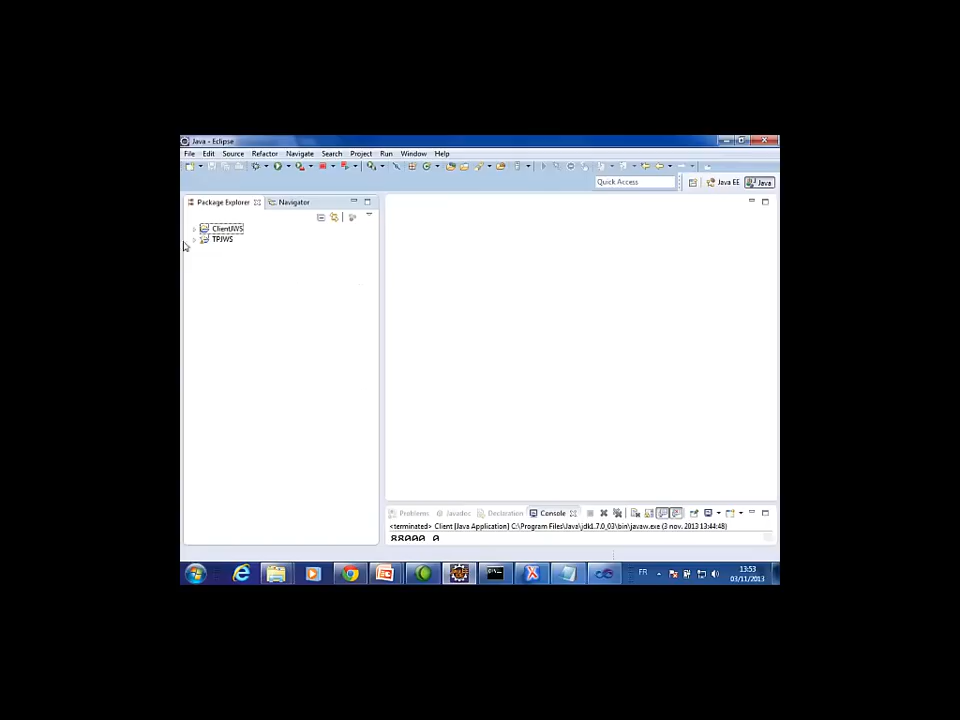 Java - Eclipse
File Edit Source Refactor Navigate Search Project Run Window Help
Quick Access
Java EE
Java
Package Explorer
Navigator
ClientJWS
TPJWS
Problems Javadoc Declaration Console
<terminated> Client [Java Application] C:\Program Files\Java\jdk1.7.0_03\bin\javaw.exe (3 nov. 2013 13:44:48)
88000.0
FR
13:53
03/11/2013